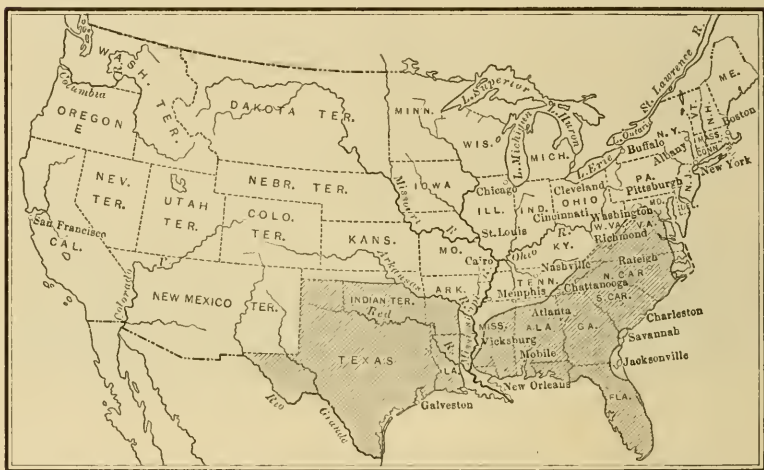 WASH.
TER.
Columbia
OREGON
E
DAKOTA TER.
MINN.
L. Superior
WIS.
L. Michigan
L. Huron
MICH.
St. Lawrence R.
ME.
VT.
N.H.
L. Ontario
N.Y.
Buffalo
Albany
MASS.
CONN.
Boston
New York
L. Erie
PA.
Pittsburgh
N.J.
NEV.
TER.
UTAH
TER.
NEBR. TER.
COLO.
TER.
KANS.
IOWA
Missouri
R.
Chicago
ILL.
IND.
Cleveland
OHIO
Cincinnati
Washington
MD.
W. VA.
VA.
Richmond
St. Louis
MO.
Cairo
Ohio R.
KY.
San Francisco
CAL.
Colorado
NEW MEXICO
TER.
Arkansas
INDIAN TER.
Red
R.
ARK.
Nashville
TENN.
Memphis
Chattanooga
Raleigh
N. CAR
S. CAR.
Charleston
Atlanta
MISS.
ALA
GA.
Vicksburg
Savannah
Mobile
Jacksonville
TEXAS
LA.
New Orleans
Galveston
FLA.
Rio
Grande